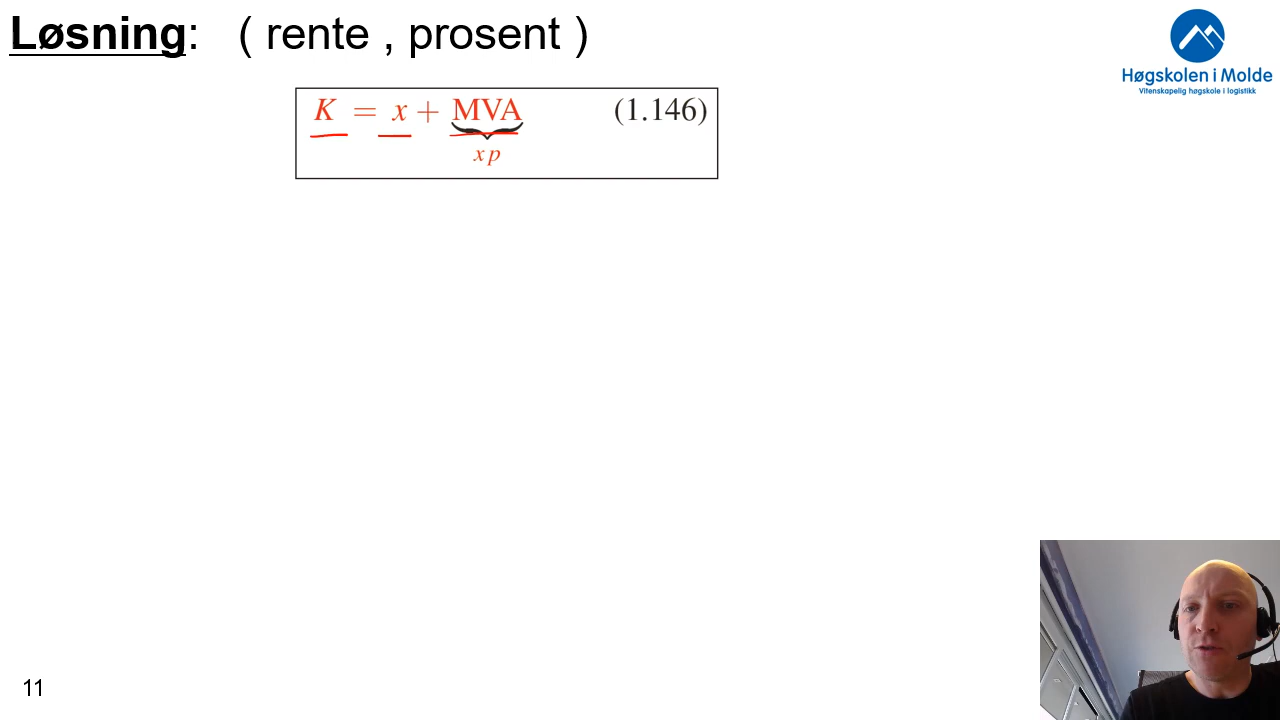 Løsning: ( rente , prosent )
Høgskolen i Molde
Vitenskapelig høgskole i logistikk
K = x + MVA (1.146)
x p
11